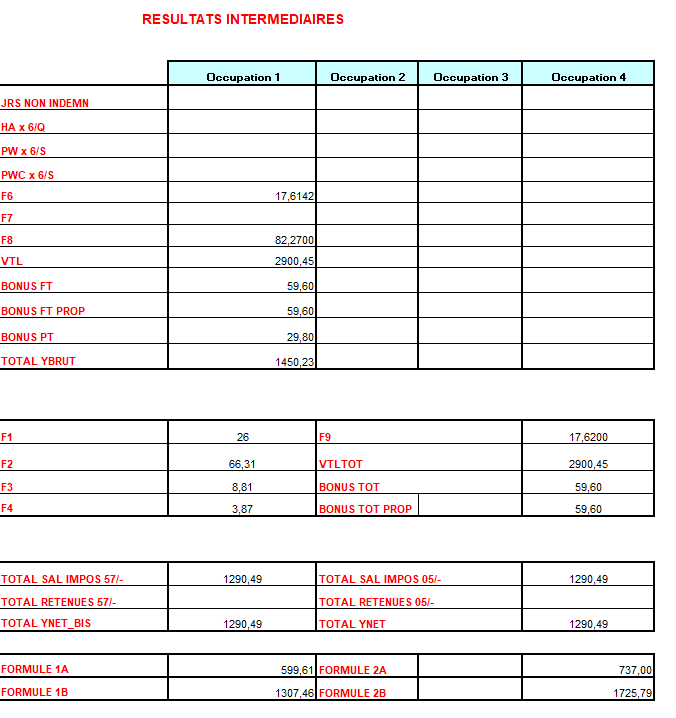 RESULTATS INTERMEDIAIRES
Occupation 1 Occupation 2 Occupation 3 Occupation 4
JRS NON INDEMN
HA x 6/Q
PW x 6/S
PWC x 6/S
F6 17,6142
F7
F8 82,2700
VTL 2900,45
BONUS FT 59,60
BONUS FT PROP 59,60
BONUS PT 29,80
TOTAL YBRUT 1450,23
F1 26 F9 17,6200
F2 66,31 VTLTOT 2900,45
F3 8,81 BONUS TOT 59,60
F4 3,87 BONUS TOT PROP 59,60
TOTAL SAL IMPOS 57/- 1290,49 TOTAL SAL IMPOS 05/- 1290,49
TOTAL RETENUES 57/- TOTAL RETENUES 05/-
TOTAL YNET_BIS 1290,49 TOTAL YNET 1290,49
FORMULE 1A 599,61 FORMULE 2A 737,00
FORMULE 1B 1307,46 FORMULE 2B 1725,79